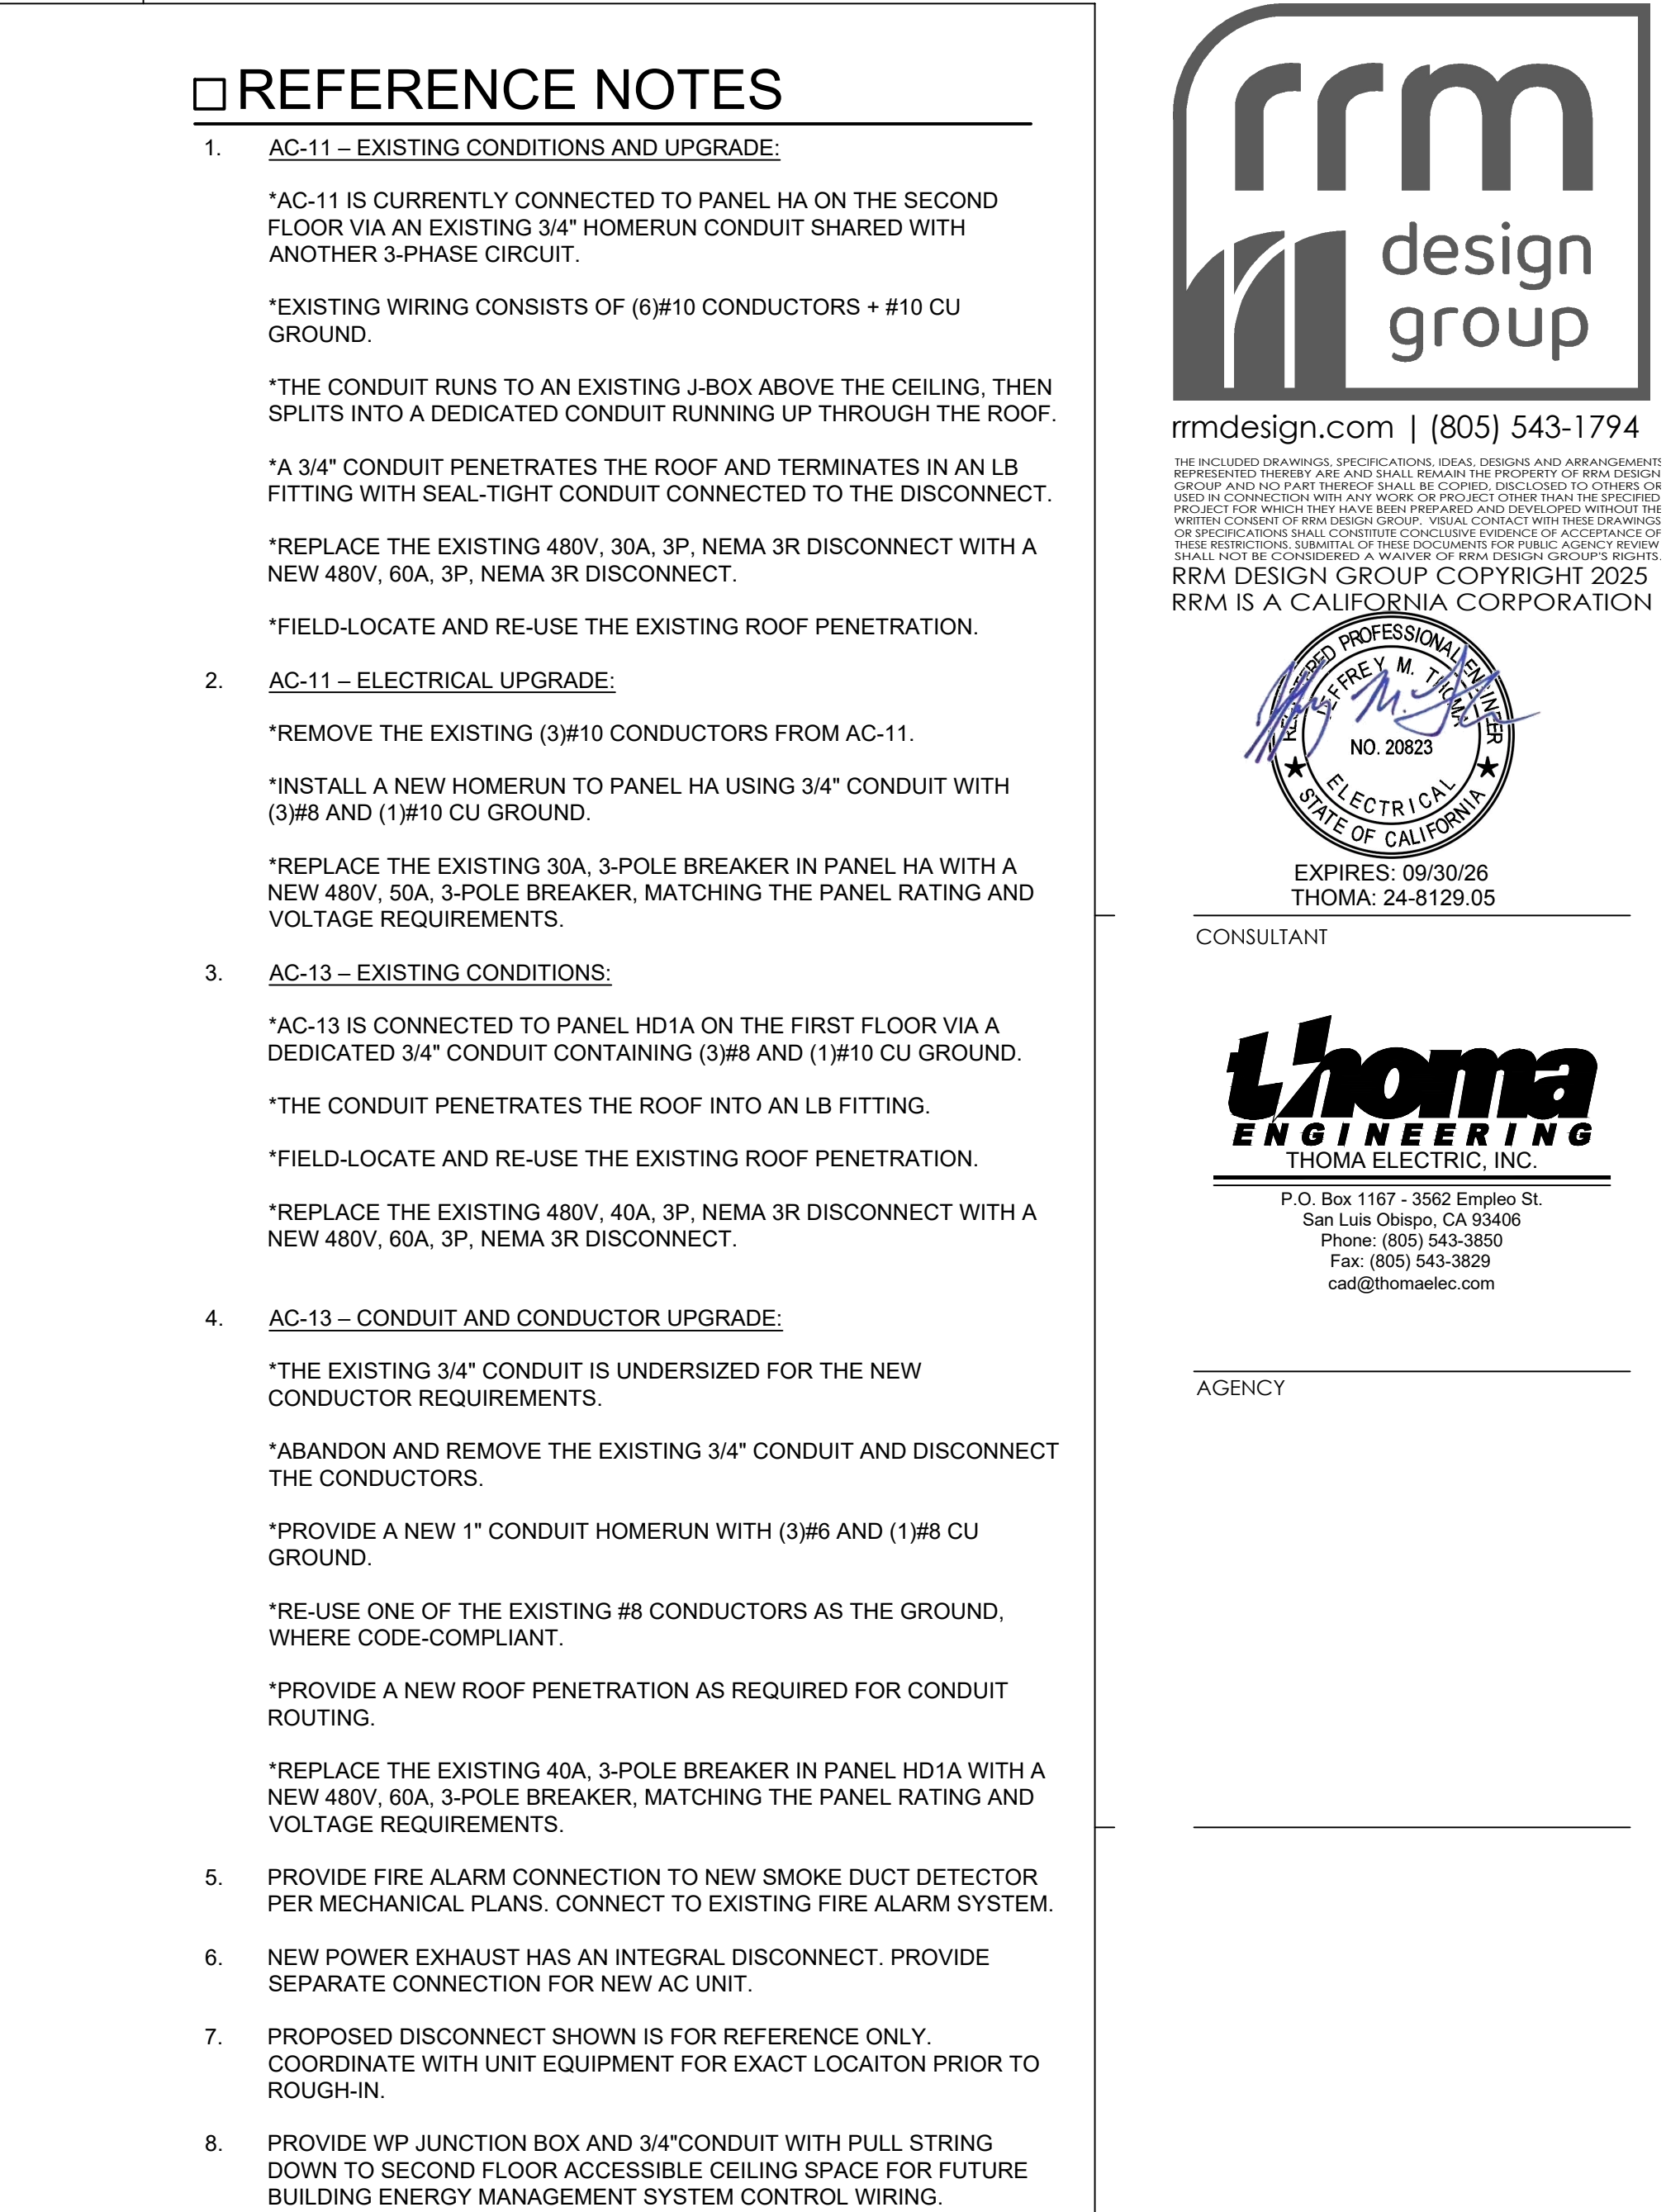 REFERENCE NOTES
1. AC-11 – EXISTING CONDITIONS AND UPGRADE:
*AC-11 IS CURRENTLY CONNECTED TO PANEL HA ON THE SECOND
FLOOR VIA AN EXISTING 3/4" HOMERUN CONDUIT SHARED WITH
ANOTHER 3-PHASE CIRCUIT.
*EXISTING WIRING CONSISTS OF (6)#10 CONDUCTORS + #10 CU
GROUND.
*THE CONDUIT RUNS TO AN EXISTING J-BOX ABOVE THE CEILING, THEN
SPLITS INTO A DEDICATED CONDUIT RUNNING UP THROUGH THE ROOF.
*A 3/4" CONDUIT PENETRATES THE ROOF AND TERMINATES IN AN LB
FITTING WITH SEAL-TIGHT CONDUIT CONNECTED TO THE DISCONNECT.
*REPLACE THE EXISTING 480V, 30A, 3P, NEMA 3R DISCONNECT WITH A
NEW 480V, 60A, 3P, NEMA 3R DISCONNECT.
*FIELD-LOCATE AND RE-USE THE EXISTING ROOF PENETRATION.
2. AC-11 – ELECTRICAL UPGRADE:
*REMOVE THE EXISTING (3)#10 CONDUCTORS FROM AC-11.
*INSTALL A NEW HOMERUN TO PANEL HA USING 3/4" CONDUIT WITH
(3)#8 AND (1)#10 CU GROUND.
*REPLACE THE EXISTING 30A, 3-POLE BREAKER IN PANEL HA WITH A
NEW 480V, 50A, 3-POLE BREAKER, MATCHING THE PANEL RATING AND
VOLTAGE REQUIREMENTS.
3. AC-13 – EXISTING CONDITIONS:
*AC-13 IS CONNECTED TO PANEL HD1A ON THE FIRST FLOOR VIA A
DEDICATED 3/4" CONDUIT CONTAINING (3)#8 AND (1)#10 CU GROUND.
*THE CONDUIT PENETRATES THE ROOF INTO AN LB FITTING.
*FIELD-LOCATE AND RE-USE THE EXISTING ROOF PENETRATION.
*REPLACE THE EXISTING 480V, 40A, 3P, NEMA 3R DISCONNECT WITH A
NEW 480V, 60A, 3P, NEMA 3R DISCONNECT.
4. AC-13 – CONDUIT AND CONDUCTOR UPGRADE:
*THE EXISTING 3/4" CONDUIT IS UNDERSIZED FOR THE NEW
CONDUCTOR REQUIREMENTS.
*ABANDON AND REMOVE THE EXISTING 3/4" CONDUIT AND DISCONNECT
THE CONDUCTORS.
*PROVIDE A NEW 1" CONDUIT HOMERUN WITH (3)#6 AND (1)#8 CU
GROUND.
*RE-USE ONE OF THE EXISTING #8 CONDUCTORS AS THE GROUND,
WHERE CODE-COMPLIANT.
*PROVIDE A NEW ROOF PENETRATION AS REQUIRED FOR CONDUIT
ROUTING.
*REPLACE THE EXISTING 40A, 3-POLE BREAKER IN PANEL HD1A WITH A
NEW 480V, 60A, 3-POLE BREAKER, MATCHING THE PANEL RATING AND
VOLTAGE REQUIREMENTS.
5. PROVIDE FIRE ALARM CONNECTION TO NEW SMOKE DUCT DETECTOR
PER MECHANICAL PLANS. CONNECT TO EXISTING FIRE ALARM SYSTEM.
6. NEW POWER EXHAUST HAS AN INTEGRAL DISCONNECT. PROVIDE
SEPARATE CONNECTION FOR NEW AC UNIT.
7. PROPOSED DISCONNECT SHOWN IS FOR REFERENCE ONLY.
COORDINATE WITH UNIT EQUIPMENT FOR EXACT LOCAITON PRIOR TO
ROUGH-IN.
8. PROVIDE WP JUNCTION BOX AND 3/4"CONDUIT WITH PULL STRING
DOWN TO SECOND FLOOR ACCESSIBLE CEILING SPACE FOR FUTURE
BUILDING ENERGY MANAGEMENT SYSTEM CONTROL WIRING.
rrm
design
group
rrmdesign.com | (805) 543-1794
THE INCLUDED DRAWINGS, SPECIFICATIONS, IDEAS, DESIGNS AND ARRANGEMENTS
REPRESENTED THEREBY ARE AND SHALL REMAIN THE PROPERTY OF RRM DESIGN
GROUP AND NO PART THEREOF SHALL BE COPIED, DISCLOSED TO OTHERS OR
USED IN CONNECTION WITH ANY WORK OR PROJECT OTHER THAN THE SPECIFIED
PROJECT FOR WHICH THEY HAVE BEEN PREPARED AND DEVELOPED WITHOUT THE
WRITTEN CONSENT OF RRM DESIGN GROUP. VISUAL CONTACT WITH THESE DRAWINGS
OR SPECIFICATIONS SHALL CONSTITUTE CONCLUSIVE EVIDENCE OF ACCEPTANCE OF
THESE RESTRICTIONS. SUBMITTAL OF THESE DOCUMENTS FOR PUBLIC AGENCY REVIEW
SHALL NOT BE CONSIDERED A WAIVER OF RRM DESIGN GROUP'S RIGHTS.
RRM DESIGN GROUP COPYRIGHT 2025
RRM IS A CALIFORNIA CORPORATION
REGISTERED PROFESSIONAL ENGINEER
JEFFREY M. THOMA
NO. 20823
ELECTRICAL
STATE OF CALIFORNIA
EXPIRES: 09/30/26
THOMA: 24-8129.05
CONSULTANT
thoma
ENGINEERING
THOMA ELECTRIC, INC.
P.O. Box 1167 - 3562 Empleo St.
San Luis Obispo, CA 93406
Phone: (805) 543-3850
Fax: (805) 543-3829
cad@thomaelec.com
AGENCY